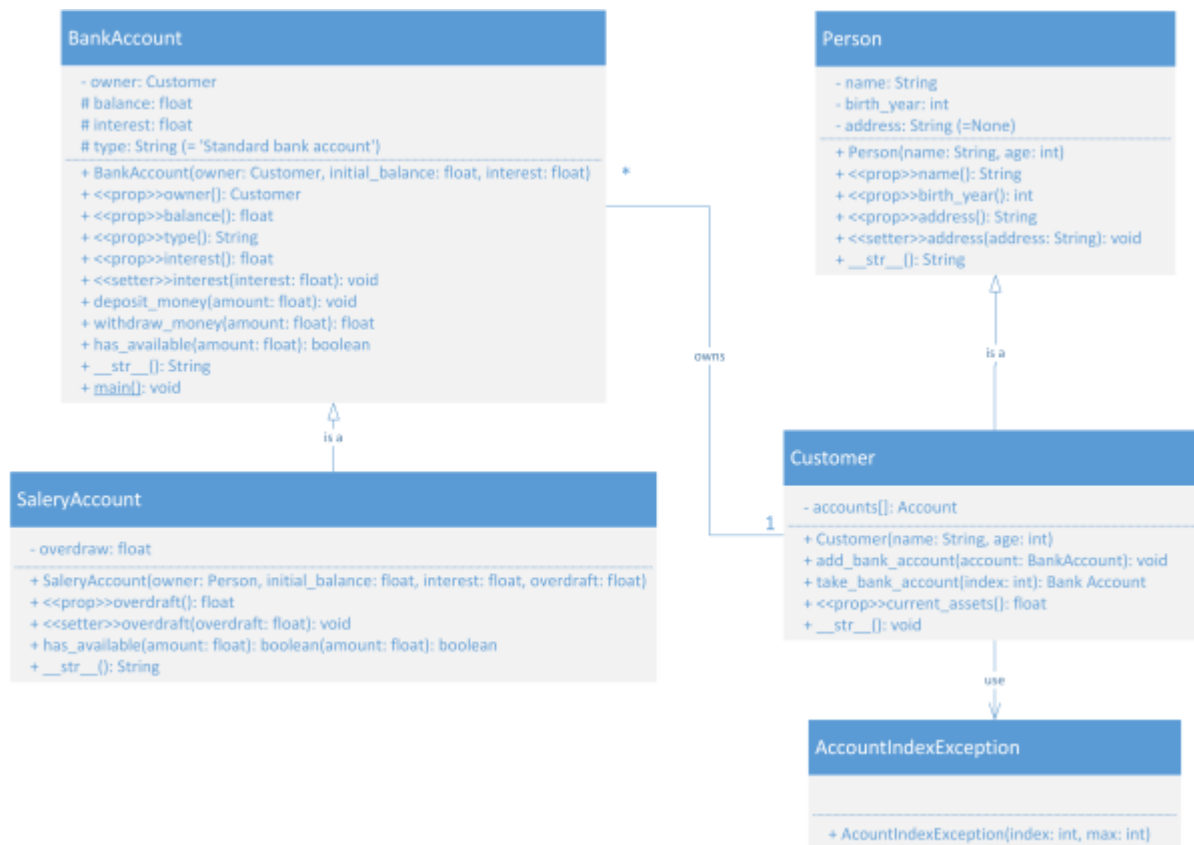 BankAccount
- owner: Customer
# balance: float
# interest: float
# type: String (= 'Standard bank account')
+ BankAccount(owner: Customer, initial_balance: float, interest: float)
+ <<prop>>owner(): Customer
+ <<prop>>balance(): float
+ <<prop>>type(): String
+ <<prop>>interest(): float
+ <<setter>>interest(interest: float): void
+ deposit_money(amount: float): void
+ withdraw_money(amount: float): float
+ has_available(amount: float): boolean
+ __str__(): String
+ main(): void
*
Person
- name: String
- birth_year: int
- address: String (=None)
+ Person(name: String, age: int)
+ <<prop>>name(): String
+ <<prop>>birth_year(): int
+ <<prop>>address(): String
+ <<setter>>address(address: String): void
+ __str__(): String
owns
is a
is a
SaleryAccount
- overdraw: float
+ SaleryAccount(owner: Person, initial_balance: float, interest: float, overdraft: float)
+ <<prop>>overdraft(): float
+ <<setter>>overdraft(overdraft: float): void
+ has_available(amount: float): boolean(amount: float): boolean
+ __str__(): String
1
Customer
- accounts[]: Account
+ Customer(name: String, age: int)
+ add_bank_account(account: BankAccount): void
+ take_bank_account(index: int): Bank Account
+ <<prop>>current_assets(): float
+ __str__(): void
use
AccountIndexException
+ AcountIndexException(index: int, max: int)